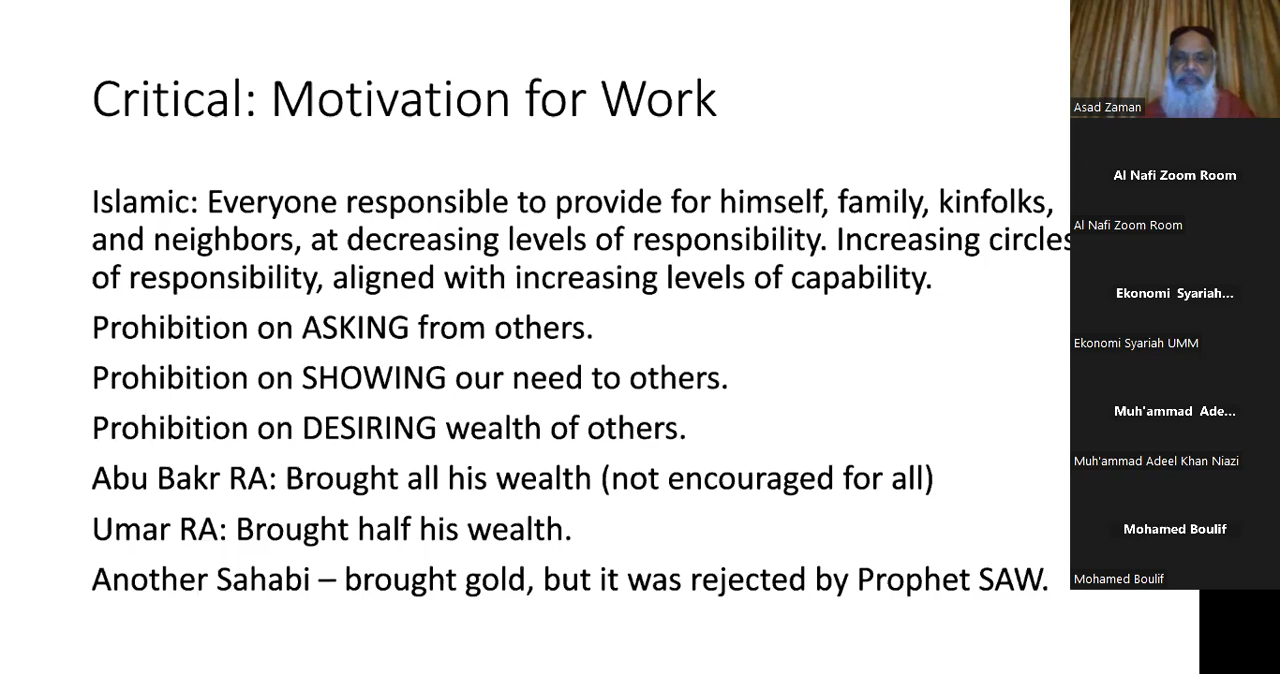 Critical: Motivation for Work
Islamic: Everyone responsible to provide for himself, family, kinfolks,
and neighbors, at decreasing levels of responsibility. Increasing circles
of responsibility, aligned with increasing levels of capability.
Prohibition on ASKING from others.
Prohibition on SHOWING our need to others.
Prohibition on DESIRING wealth of others.
Abu Bakr RA: Brought all his wealth (not encouraged for all)
Umar RA: Brought half his wealth.
Another Sahabi – brought gold, but it was rejected by Prophet SAW.
Asad Zaman
Al Nafi Zoom Room
Al Nafi Zoom Room
Ekonomi Syariah...
Ekonomi Syariah UMM
Muh'ammad Ade...
Muh'ammad Adeel Khan Niazi
Mohamed Boulif
Mohamed Boulif